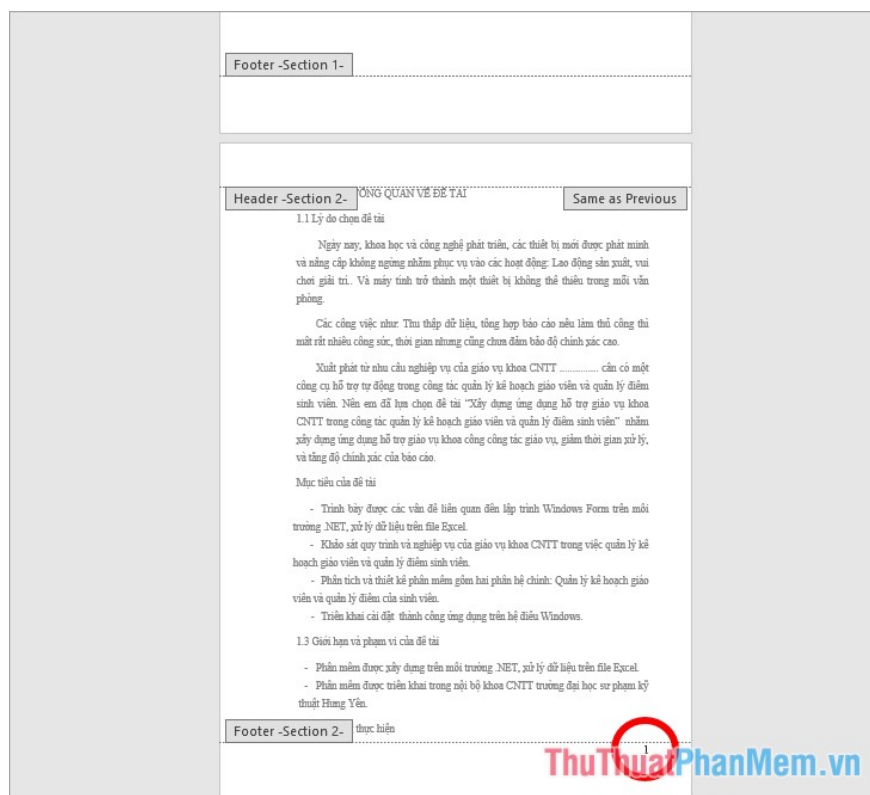 Footer -Section 1-
Header -Section 2-
ỔNG QUAN VỀ ĐỀ TÀI
Same as Previous
1.1 Lý do chọn đề tài
Ngày nay, khoa học và công nghệ phát triển, các thiết bị mới được phát minh
và nâng cấp không ngừng nhằm phục vụ vào các hoạt động: Lao động sản xuất, vui
chơi giải trí.. Và máy tính trở thành một thiết bị không thể thiếu trong mỗi văn
phòng.
Các công việc như: Thu thập dữ liệu, tổng hợp báo cáo nếu làm thủ công thì
mất rất nhiều công sức, thời gian nhưng cũng chưa đảm bảo độ chính xác cao.
Xuất phát từ nhu cầu nghiệp vụ của giáo vụ khoa CNTT ................ cần có một
công cụ hỗ trợ tự động trong công tác quản lý kế hoạch giáo viên và quản lý điểm
sinh viên. Nên em đã lựa chọn đề tài "Xây dựng ứng dụng hỗ trợ giáo vụ khoa
CNTT trong công tác quản lý kế hoạch giáo viên và quản lý điểm sinh viên" nhằm
xây dựng ứng dụng hỗ trợ giáo vụ khoa công công tác giáo vụ, giảm thời gian xử lý,
và tăng độ chính xác của báo cáo.
Mục tiêu của đề tài
- Trình bày được các vấn đề liên quan đến lập trình Windows Form trên môi
trường .NET, xử lý dữ liệu trên file Excel.
- Khảo sát quy trình và nghiệp vụ của giáo vụ khoa CNTT trong việc quản lý kế
hoạch giáo viên và quản lý điểm sinh viên.
- Phân tích và thiết kế phần mềm gồm hai phân hệ chính: Quản lý kế hoạch giáo
viên và quản lý điểm của sinh viên.
- Triển khai cài đặt thành công ứng dụng trên hệ điều Windows.
1.3 Giới hạn và phạm vi của đề tài
- Phần mềm được xây dựng trên môi trường .NET, xử lý dữ liệu trên file Excel.
- Phần mềm được triển khai trong nội bộ khoa CNTT trường đại học sư phạm kỹ
thuật Hưng Yên.
Footer -Section 2-
thực hiện
1
ThuThuatPhanMem.vn